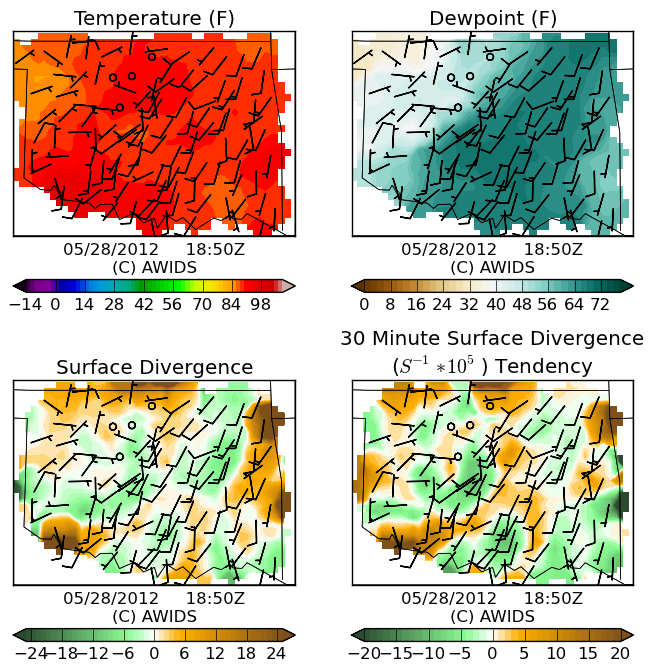 Temperature (F)
Dewpoint (F)
05/28/2012 18:50Z
(C) AWIDS
05/28/2012 18:50Z
(C) AWIDS
−14 0 14 28 42 56 70 84 98
0 8 16 24 32 40 48 56 64 72
Surface Divergence
30 Minute Surface Divergence
(S⁻¹ *10⁵ ) Tendency
05/28/2012 18:50Z
(C) AWIDS
05/28/2012 18:50Z
(C) AWIDS
−24 −18 −12 −6 0 6 12 18 24
−20 −15 −10 −5 0 5 10 15 20